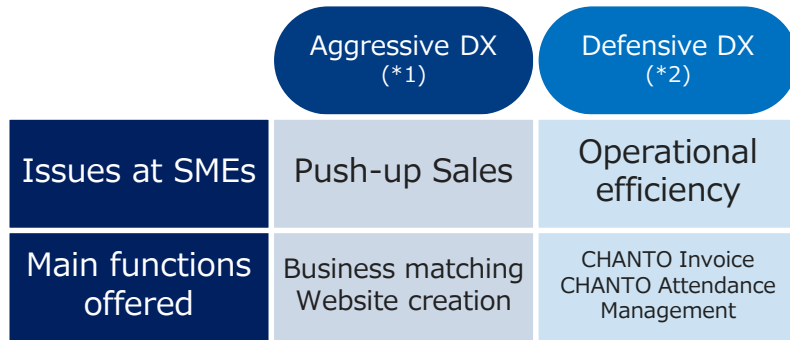 Aggressive DX
(*1)
Defensive DX
(*2)
Issues at SMEs
Push-up Sales
Operational
efficiency
Main functions
offered
Business matching
Website creation
CHANTO Invoice
CHANTO Attendance
Management